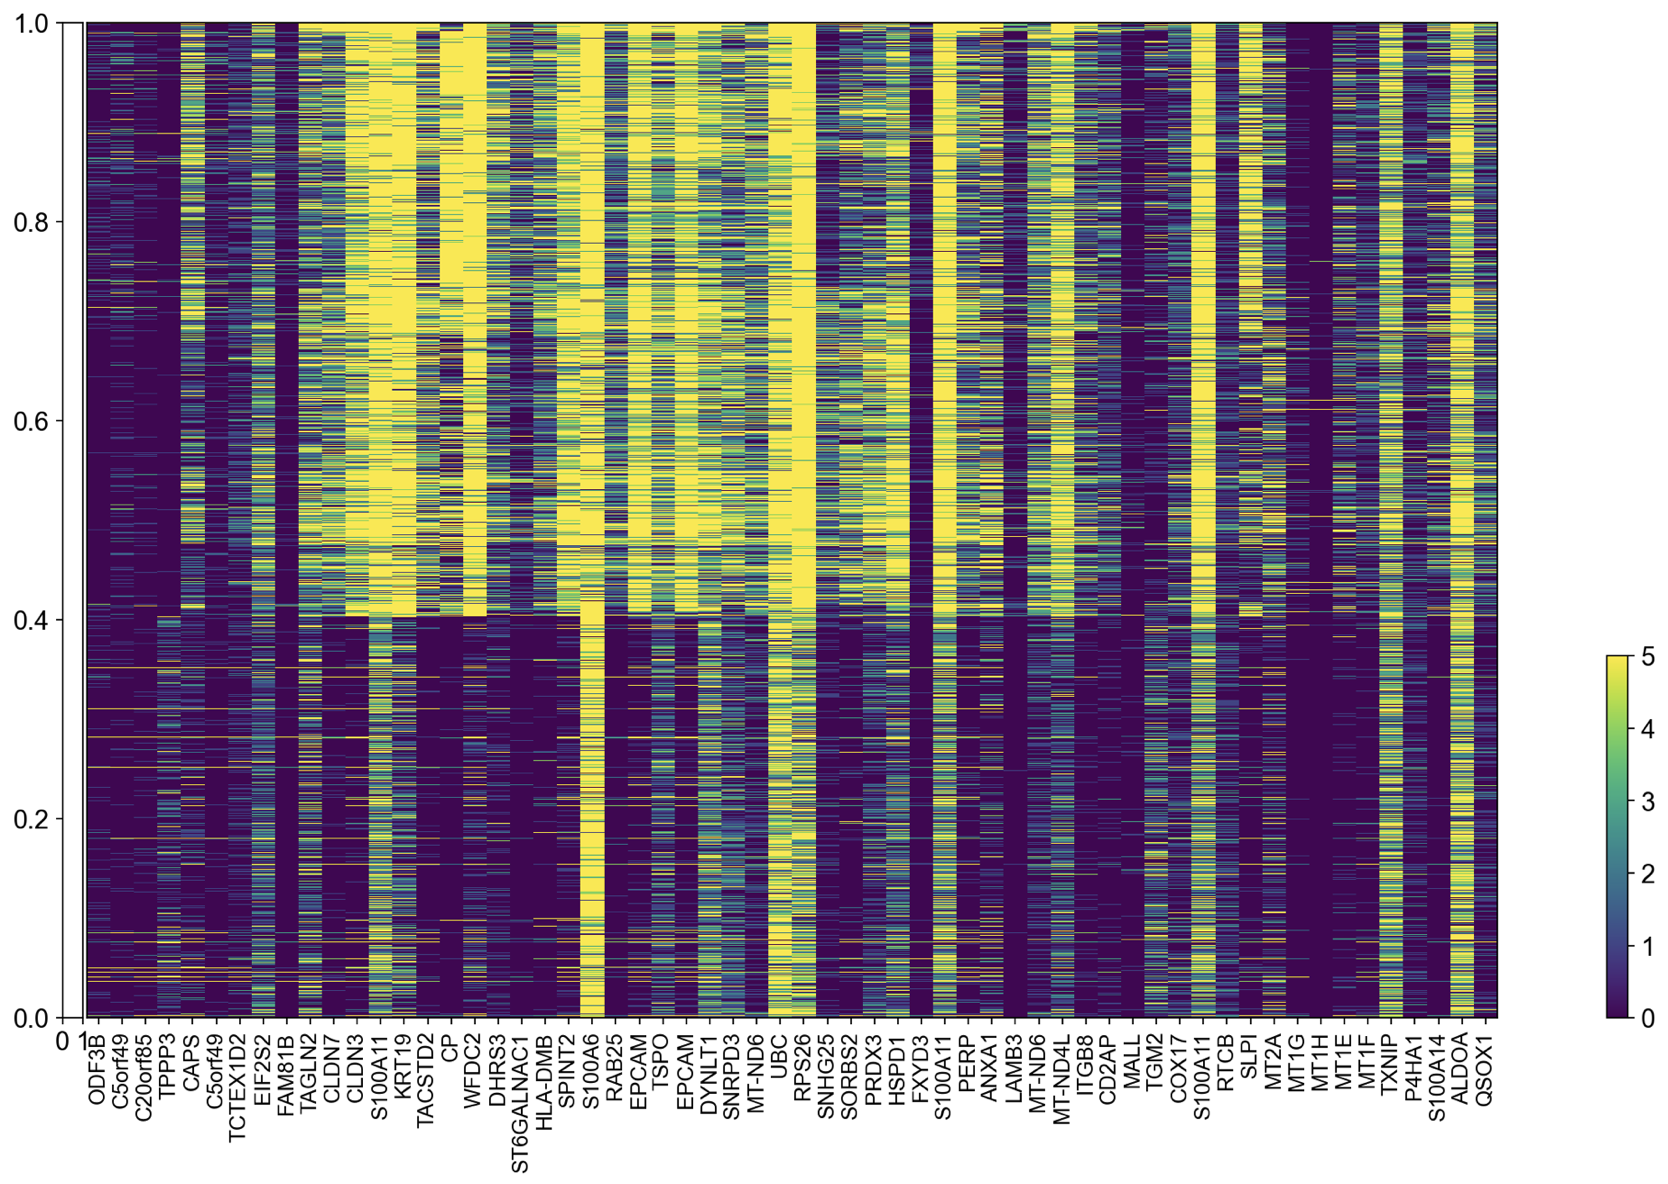 1.0
0.8
0.6
0.4
0.2
0.0
0 1
ODF3B
C5orf49
C20orf85
TPPP3
CAPS
C5orf49
TCTEX1D2
EIF2S2
FAM81B
TAGLN2
CLDN7
CLDN3
S100A11
KRT19
TACSTD2
CP
WFDC2
DHRS3
ST6GALNAC1
HLA-DMB
SPINT2
S100A6
RAB25
EPCAM
TSPO
EPCAM
DYNLT1
SNRPD3
MT-ND6
UBC
RPS26
SNHG25
SORBS2
PRDX3
HSPD1
FXYD3
S100A11
PERP
ANXA1
LAMB3
MT-ND6
MT-ND4L
ITGB8
CD2AP
MALL
TGM2
COX17
S100A11
RTCB
SLPI
MT2A
MT1G
MT1H
MT1E
MT1F
TXNIP
P4HA1
S100A14
ALDOA
QSOX1
5
4
3
2
1
0